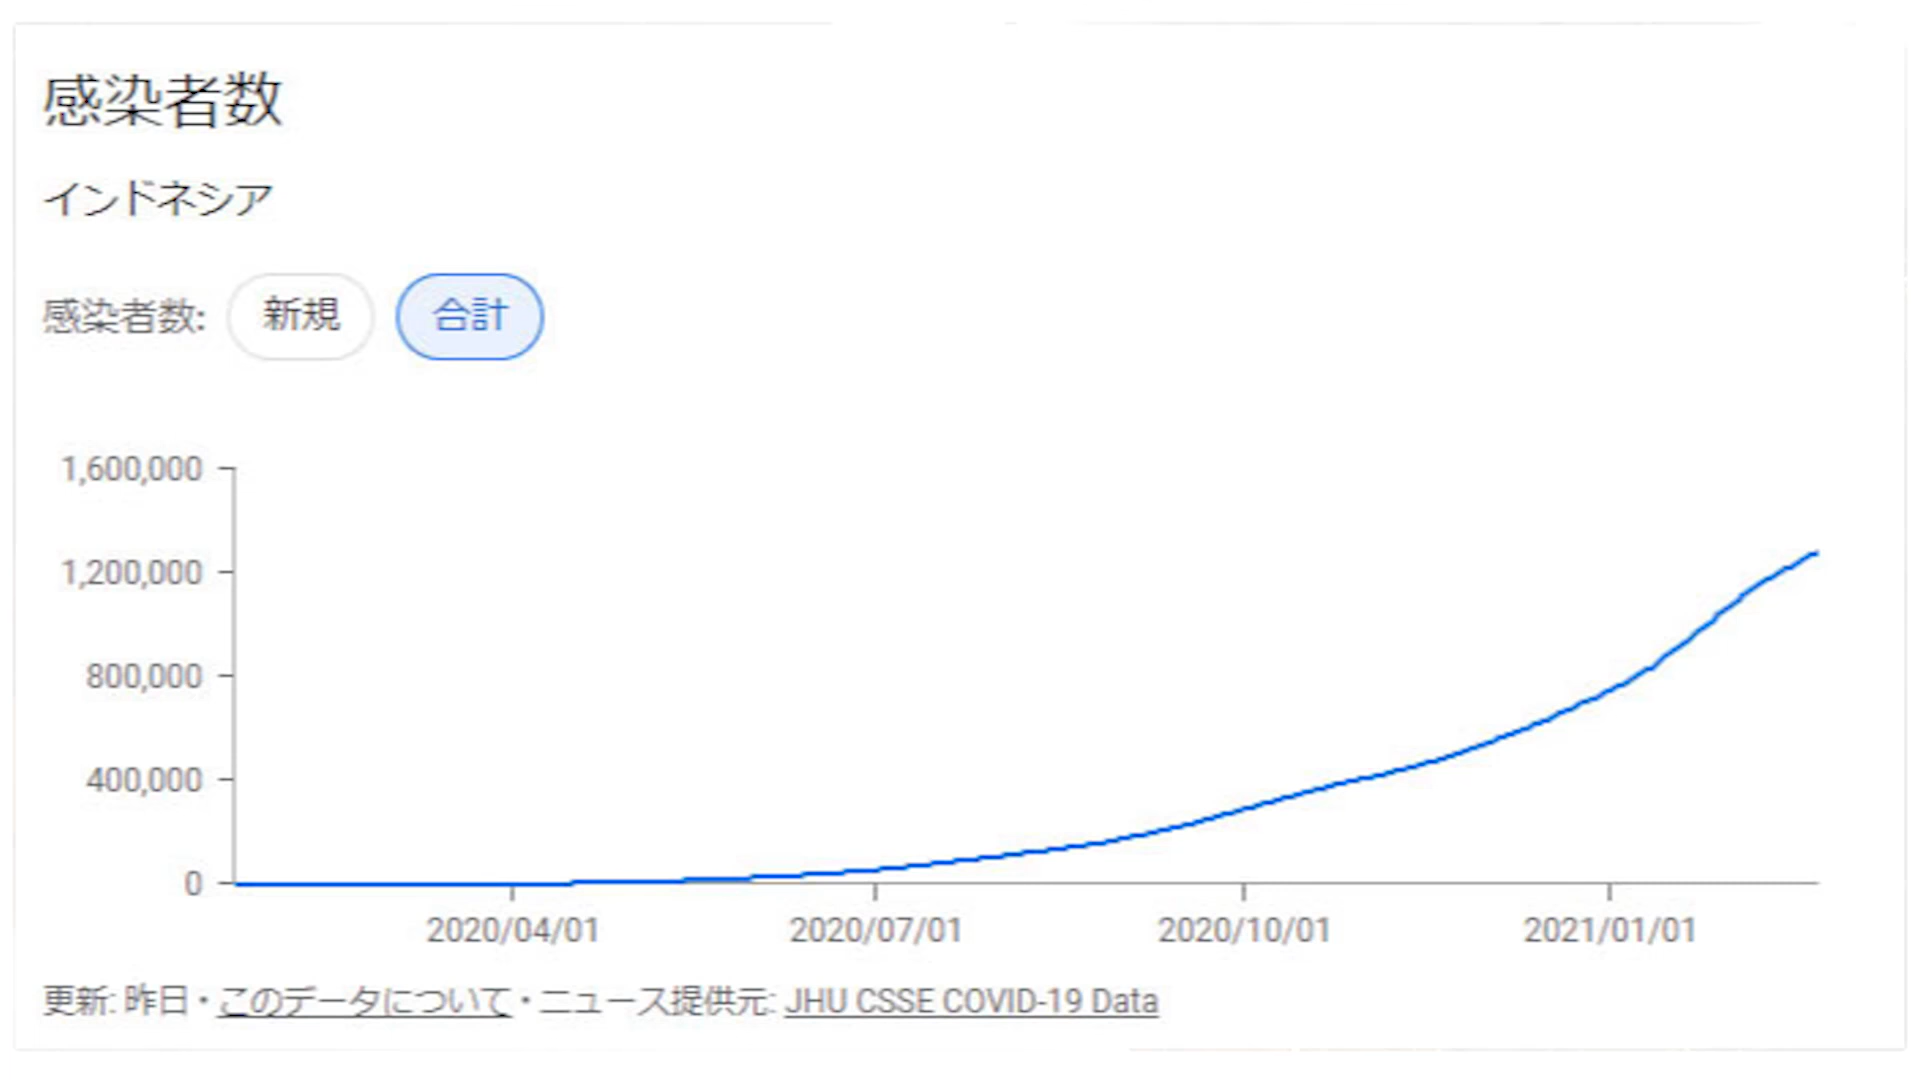 感染者数
インドネシア
感染者数: 新規 合計
1,600,000
1,200,000
800,000
400,000
0
2020/04/01 2020/07/01 2020/10/01 2021/01/01
更新: 昨日・このデータについて・ニュース提供元: JHU CSSE COVID-19 Data